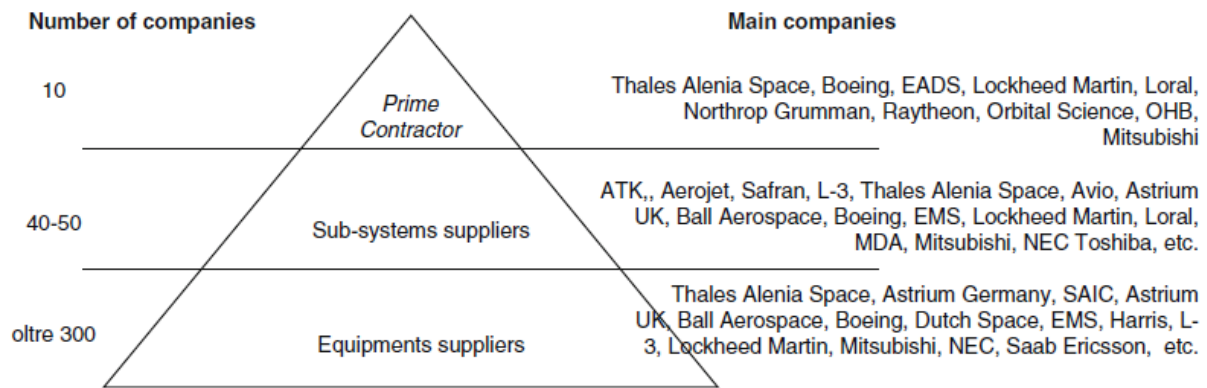 Number of companies
Main companies
10
Prime
Contractor
Thales Alenia Space, Boeing, EADS, Lockheed Martin, Loral,
Northrop Grumman, Raytheon, Orbital Science, OHB,
Mitsubishi
40-50
Sub-systems suppliers
ATK,, Aerojet, Safran, L-3, Thales Alenia Space, Avio, Astrium
UK, Ball Aerospace, Boeing, EMS, Lockheed Martin, Loral,
MDA, Mitsubishi, NEC Toshiba, etc.
oltre 300
Equipments suppliers
Thales Alenia Space, Astrium Germany, SAIC, Astrium
UK, Ball Aerospace, Boeing, Dutch Space, EMS, Harris, L-
3, Lockheed Martin, Mitsubishi, NEC, Saab Ericsson,  etc.